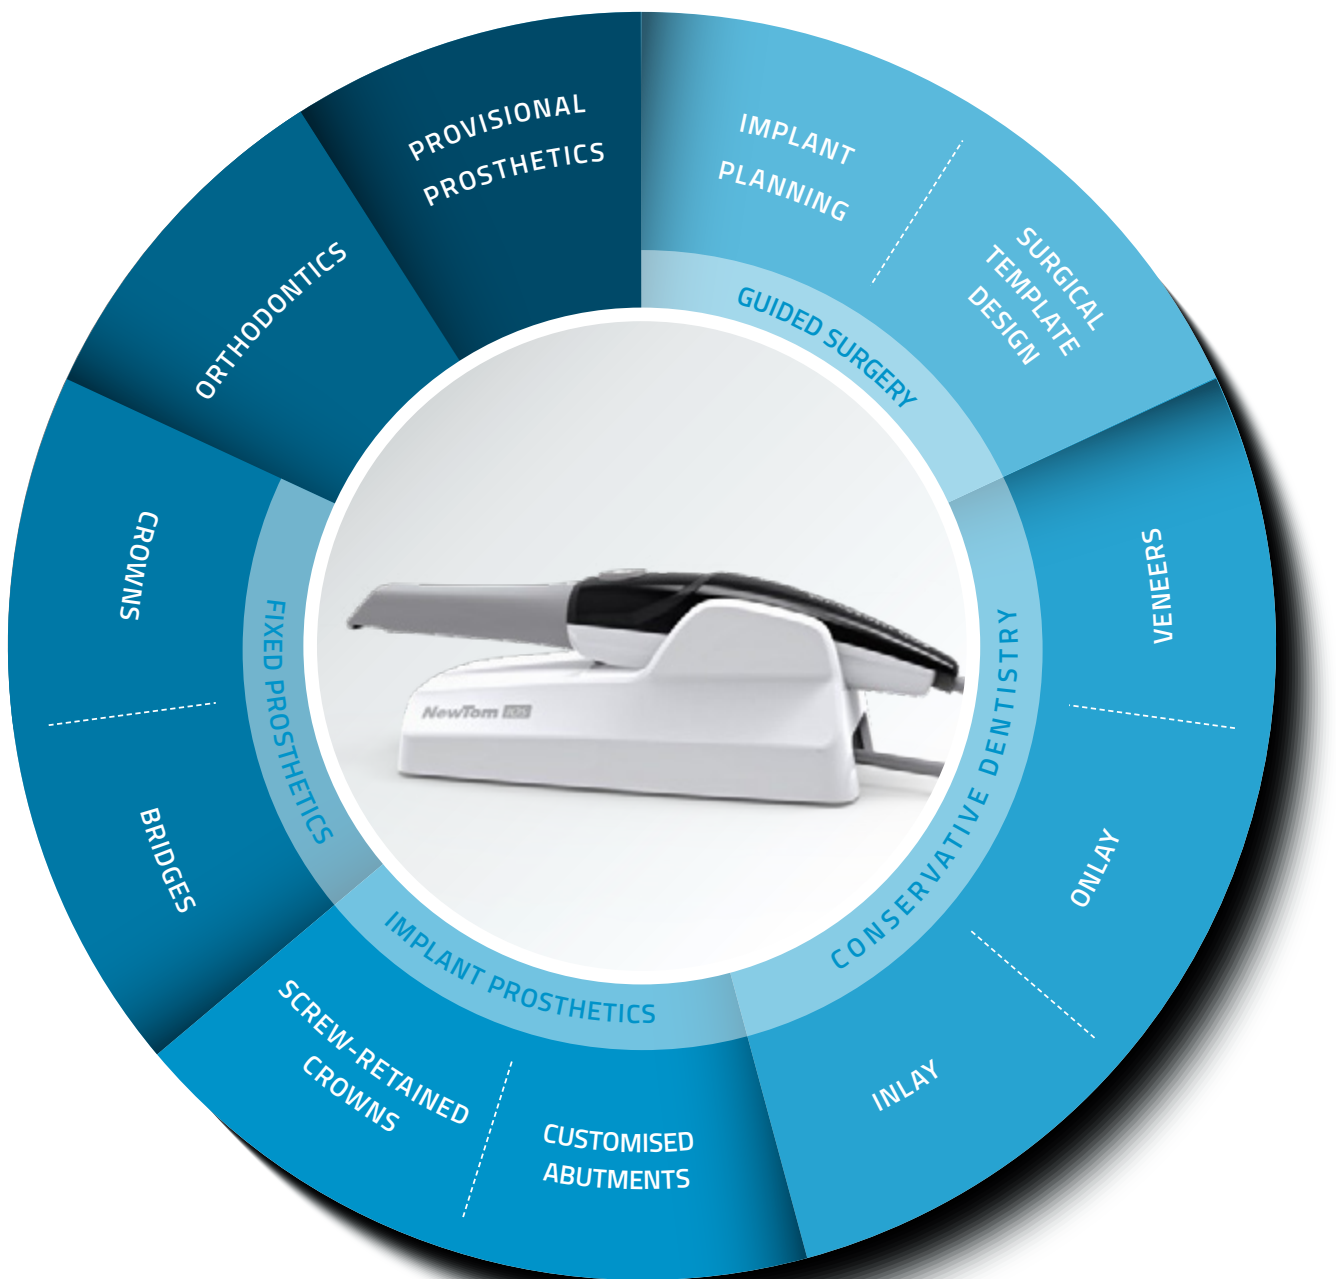 PROVISIONAL
PROSTHETICS
IMPLANT
PLANNING
SURGICAL
TEMPLATE
DESIGN
GUIDED SURGERY
VENEERS
ONLAY
INLAY
CONSERVATIVE DENTISTRY
CUSTOMISED
ABUTMENTS
SCREW-RETAINED
CROWNS
IMPLANT PROSTHETICS
BRIDGES
CROWNS
FIXED PROSTHETICS
ORTHODONTICS
NewTom iOS